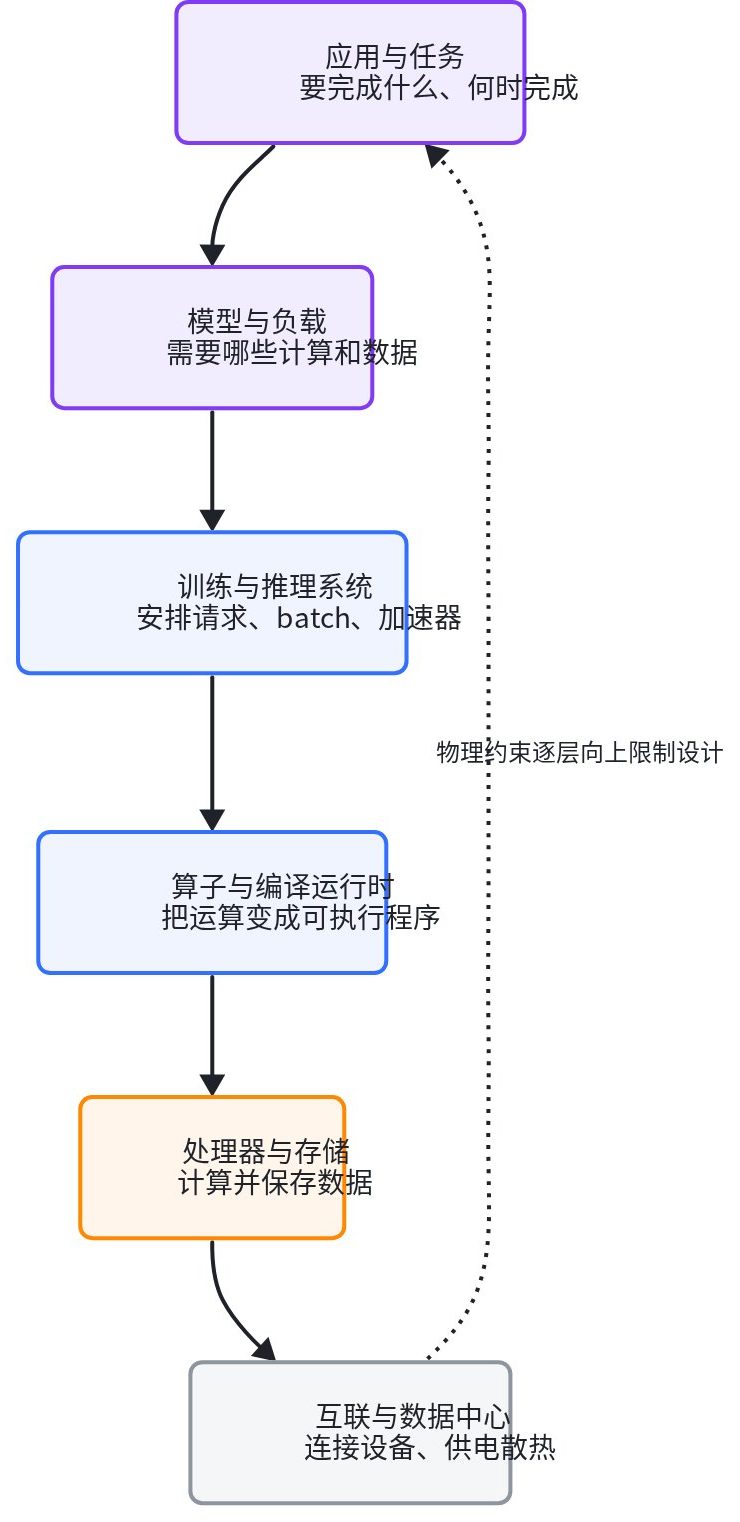 应用与任务
要完成什么、何时完成
模型与负载
需要哪些计算和数据
训练与推理系统
安排请求、batch、加速器
物理约束逐层向上限制设计
算子与编译运行时
把运算变成可执行程序
处理器与存储
计算并保存数据
互联与数据中心
连接设备、供电散热